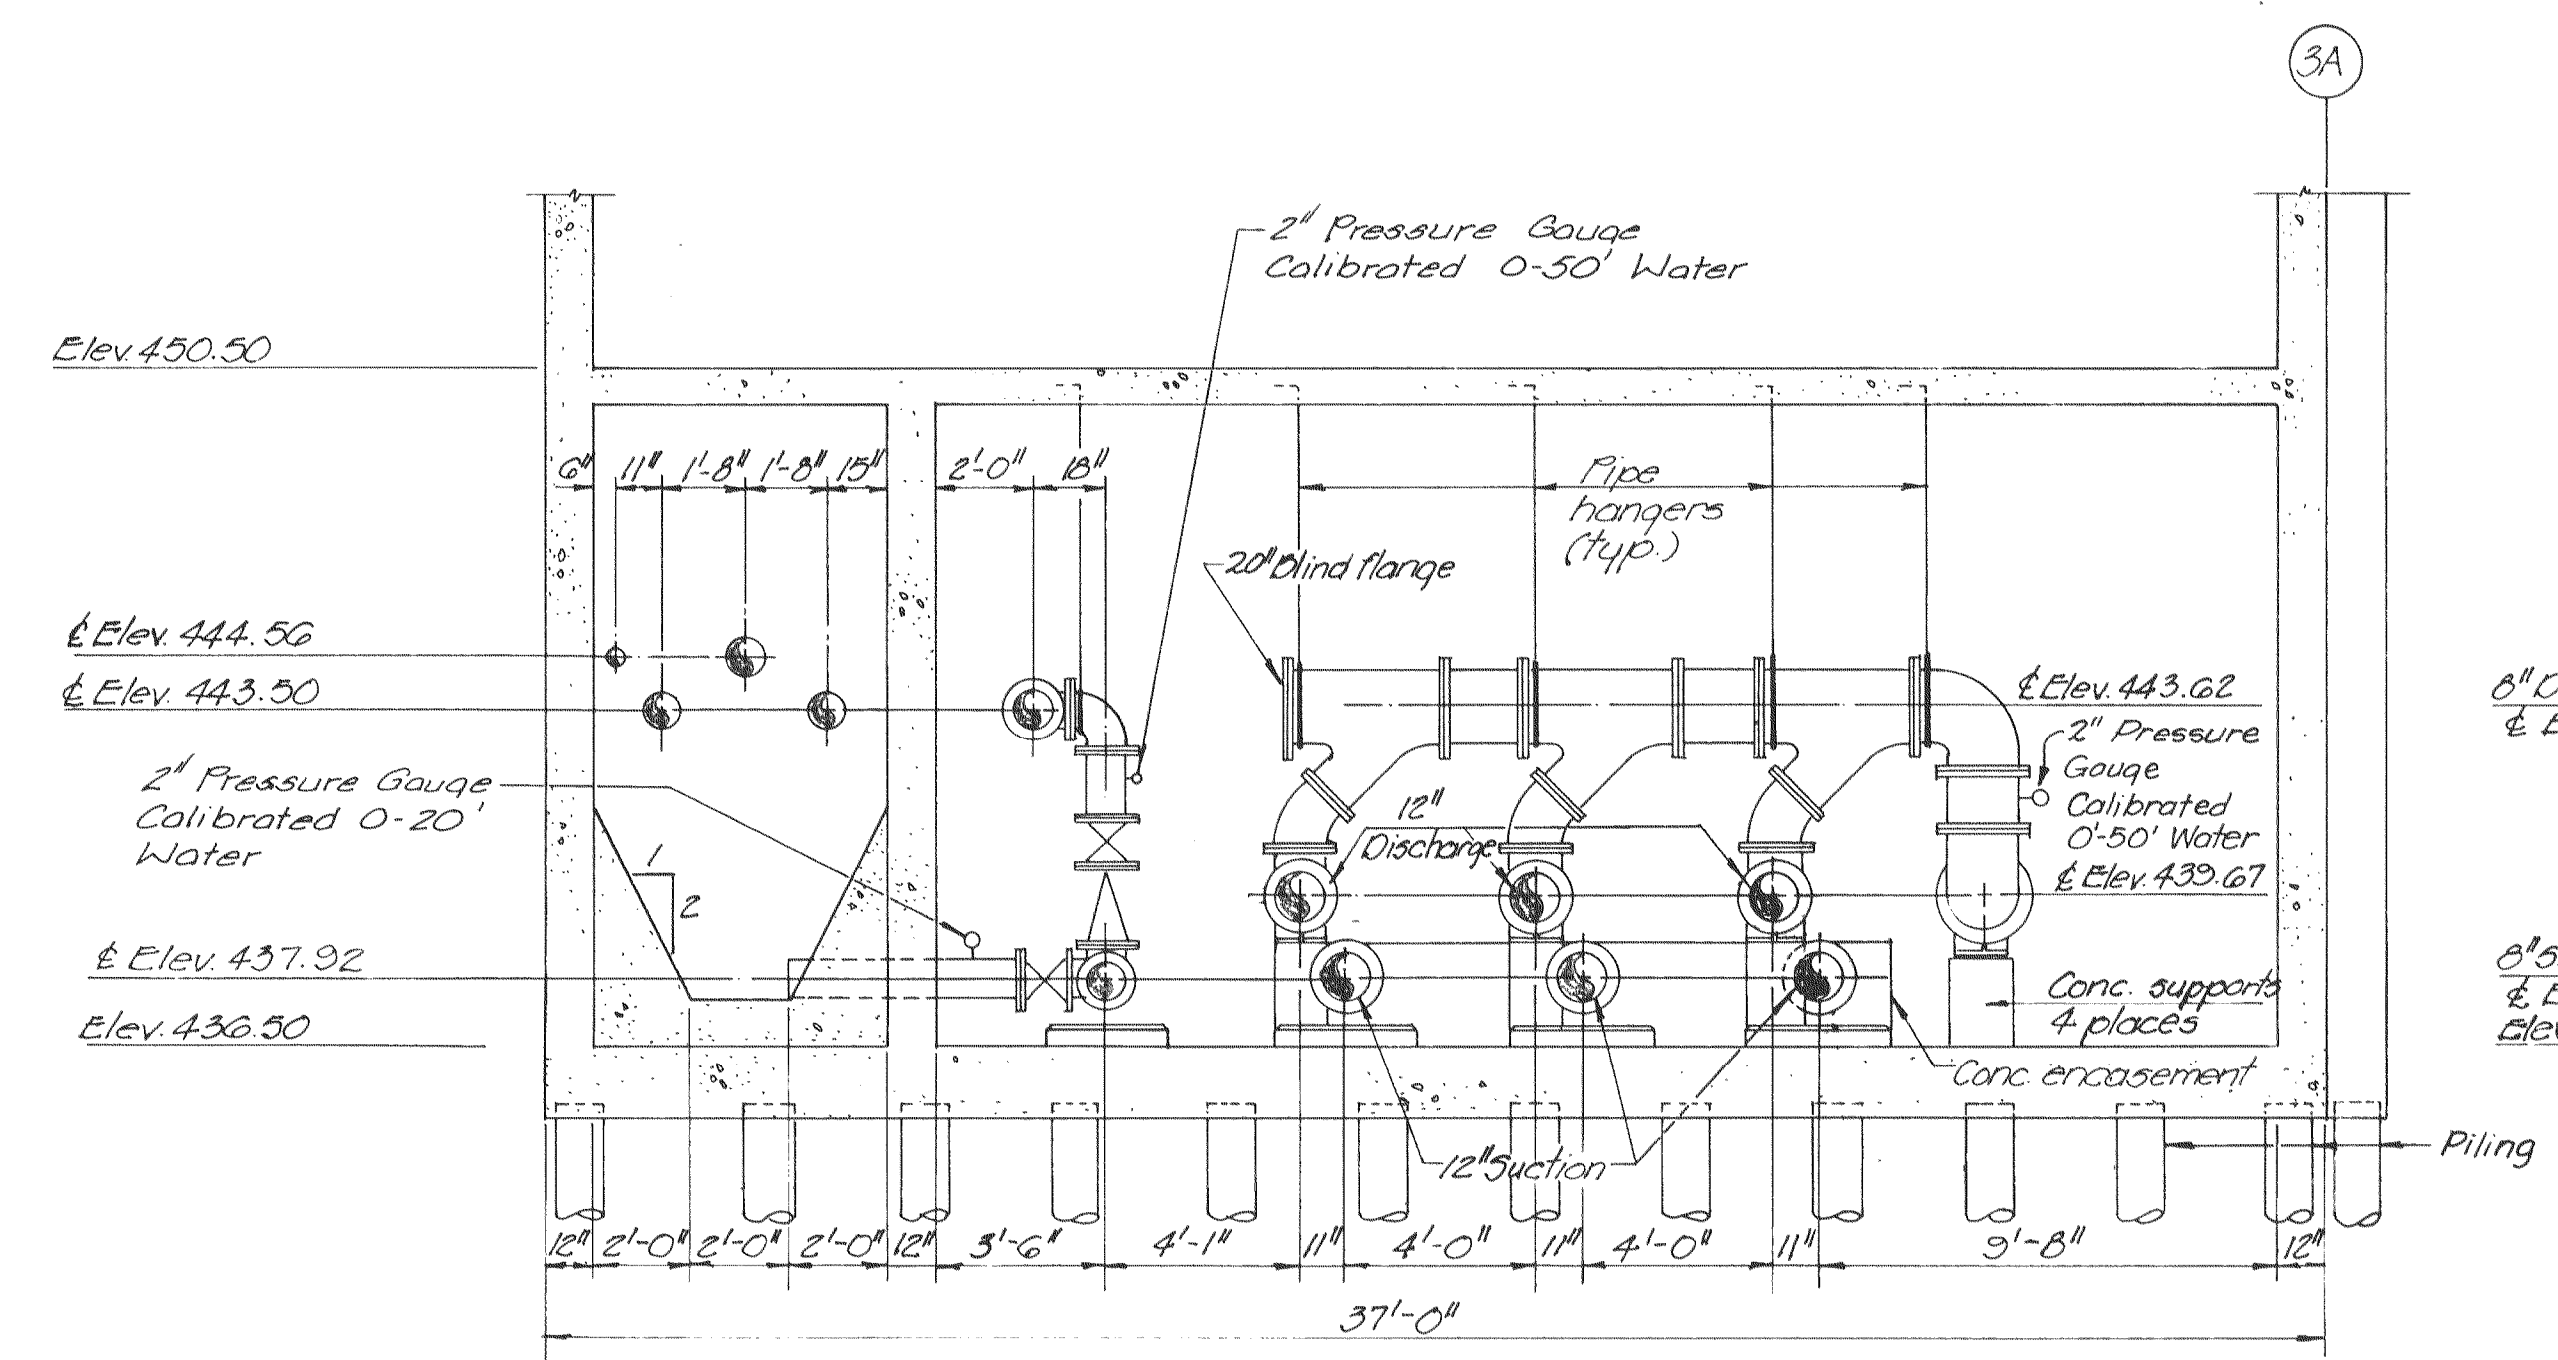 3A
2" Pressure Gauge
Calibrated 0-50' Water
Elev. 450.50
6" 11" 1'-8" 1'-8" 15" 2'-0" 18"
Pipe
hangers
(typ.)
20" Blind flange
℄ Elev. 444.56
℄ Elev. 443.50
℄ Elev. 443.62
8"
℄
2" Pressure
Gauge
Calibrated
0'-50' Water
2" Pressure Gauge
Calibrated 0-20'
Water
1
2
12"
Discharge
℄ Elev. 439.67
℄ Elev. 437.92
Elev. 436.50
Conc. supports
4 places
8"
℄
Conc. encasement
12" Suction
Piling
12" 2'-0" 2'-0" 2'-0" 12" 3'-6" 4'-1" 11" 4'-0" 11" 4'-0" 11" 9'-8" 12"
37'-0"